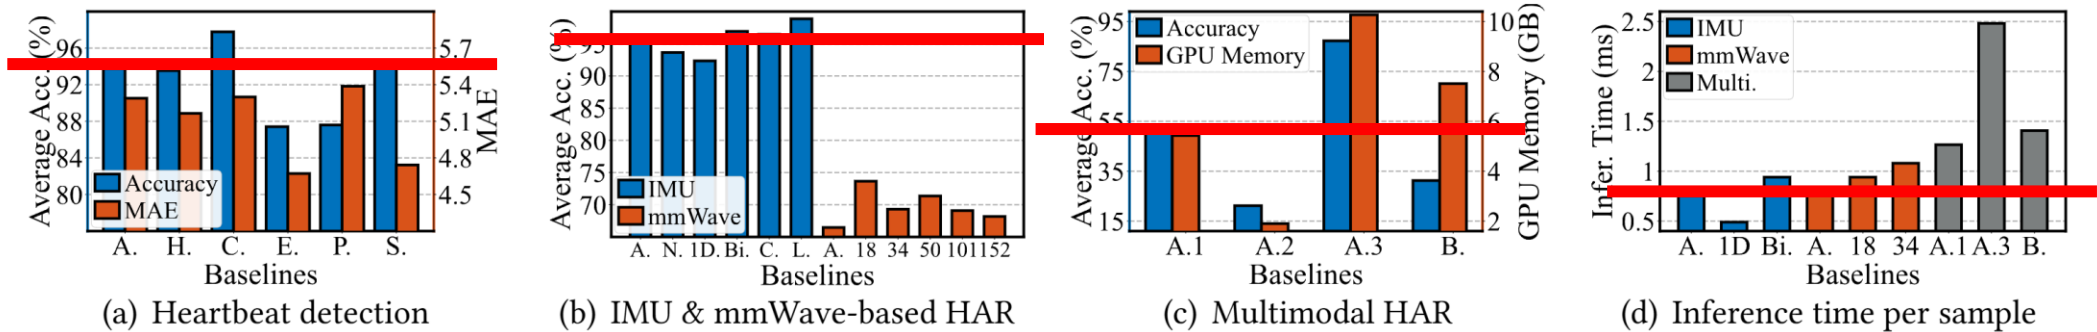 Average Acc. (%)
96
92
88
84
80
5.7
5.4
5.1
4.8
4.5
MAE
Accuracy
MAE
A. H. C. E. P. S.
Baselines
(a) Heartbeat detection
Average Acc. (%)
95
90
85
80
75
70
IMU
mmWave
A. N. 1D. Bi. C. L. A. 18 34 50 101 152
Baselines
(b) IMU & mmWave-based HAR
Average Acc. (%)
95
75
55
35
15
10
8
6
4
2
GPU Memory (GB)
Accuracy
GPU Memory
A.1 A.2 A.3 B.
Baselines
(c) Multimodal HAR
Infer. Time (ms)
2.5
2
1.5
1
0.5
IMU
mmWave
Multi.
A. 1D Bi. A. 18 34 A.1 A.3 B.
Baselines
(d) Inference time per sample